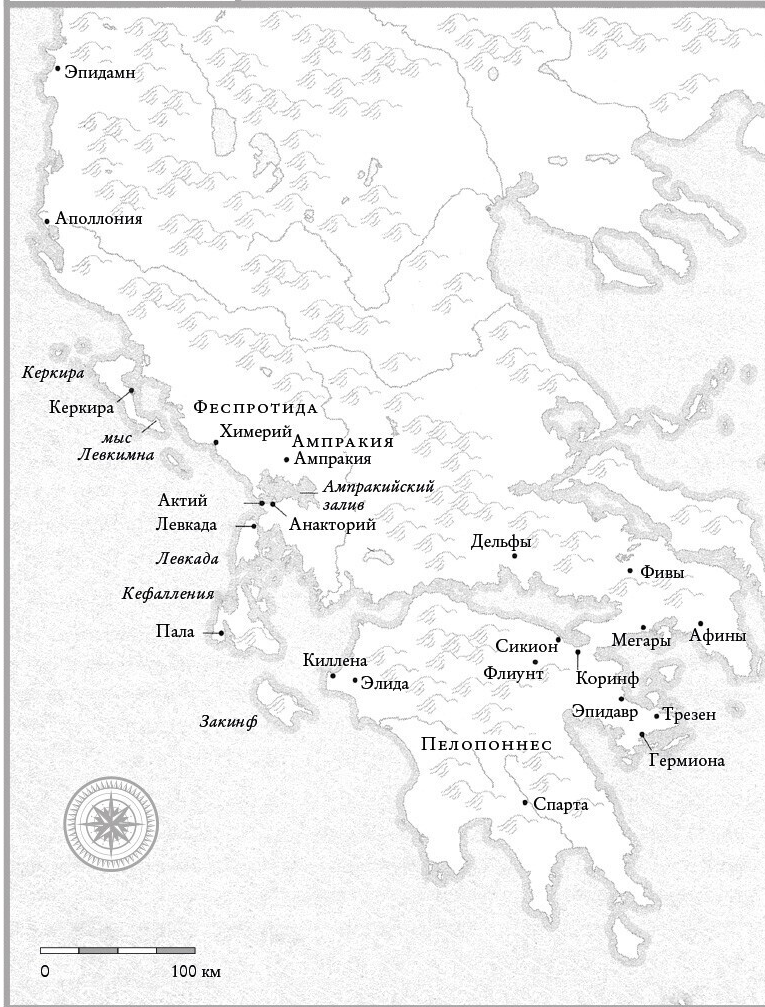 Эпидамн
Аполлония
Керкира
Керкира
мыс
Левкимна
Феспротида
Химерий
Ампракия
Ампракия
Ампракийский
залив
Актий
Анакторий
Левкада
Левкада
Дельфы
Фивы
Кефалления
Пала
Сикион
Мегары
Афины
Киллена
Элида
Флиунт
Коринф
Закинф
Эпидавр
Трезен
Пелопоннес
Гермиона
Спарта
0
100 км